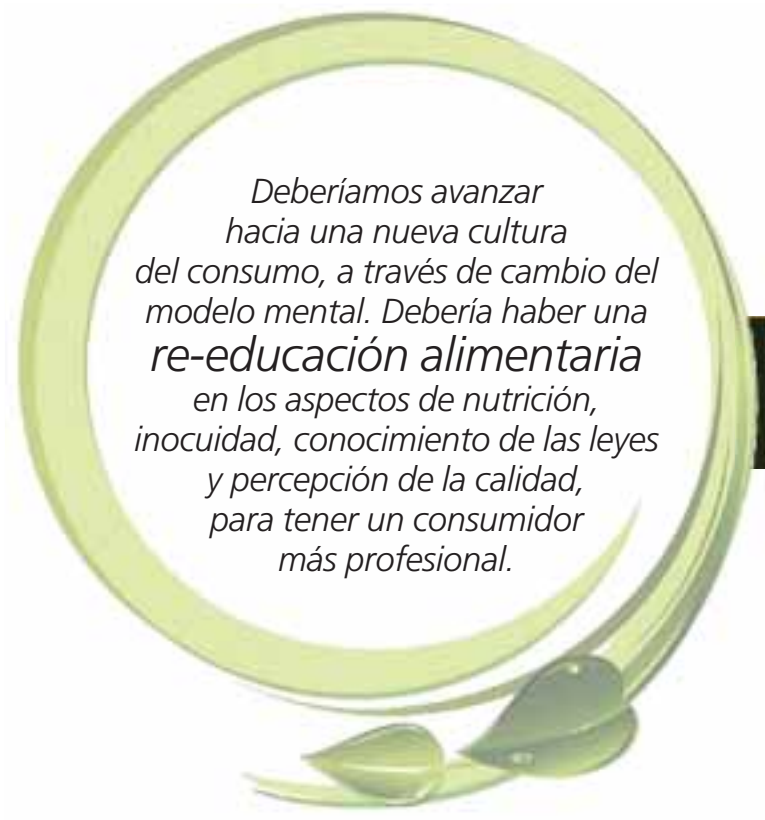 Deberíamos avanzar
hacia una nueva cultura
del consumo, a través de cambio del
modelo mental. Debería haber una
re-educación alimentaria
en los aspectos de nutrición,
inocuidad, conocimiento de las leyes
y percepción de la calidad,
para tener un consumidor
más profesional.